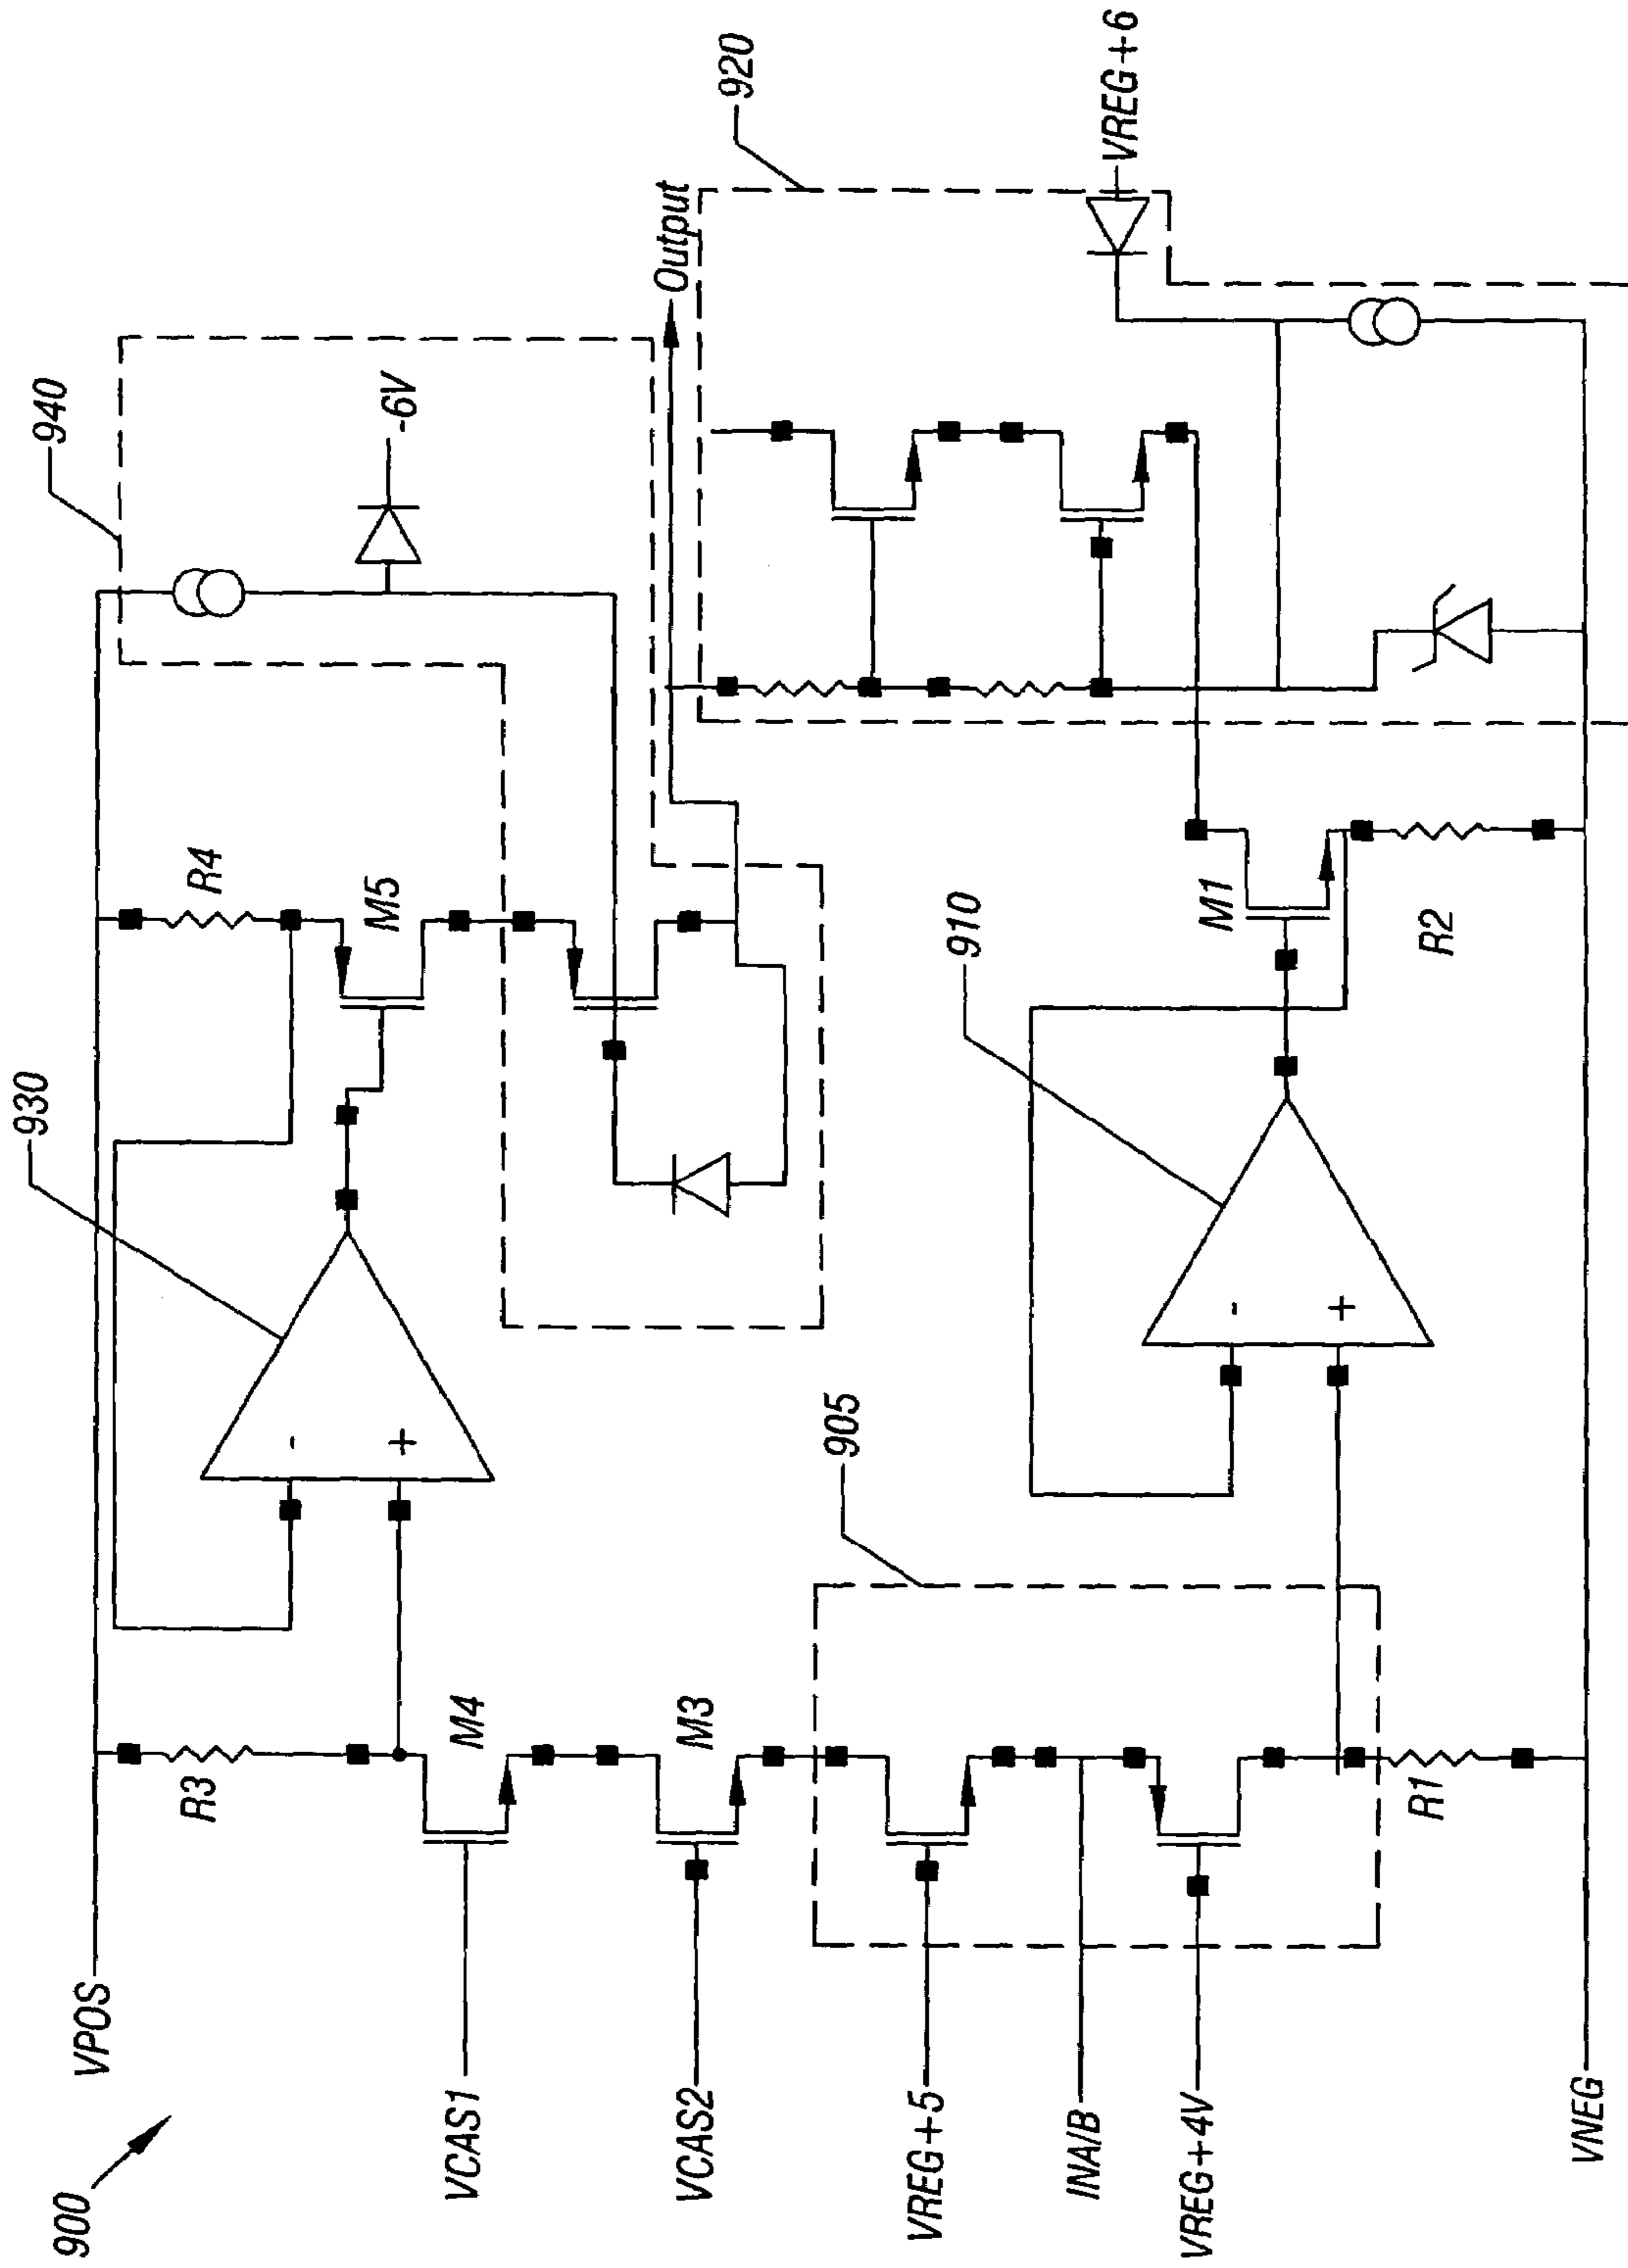 900
VPOS
VCAS1
VCAS2
VREG+5
INA/B
VREG+4V
VNEG
R3
M4
M3
R1
905
930
-
+
910
-
+
R4
M5
M1
R2
940
-6V
Output
920
VREG+6